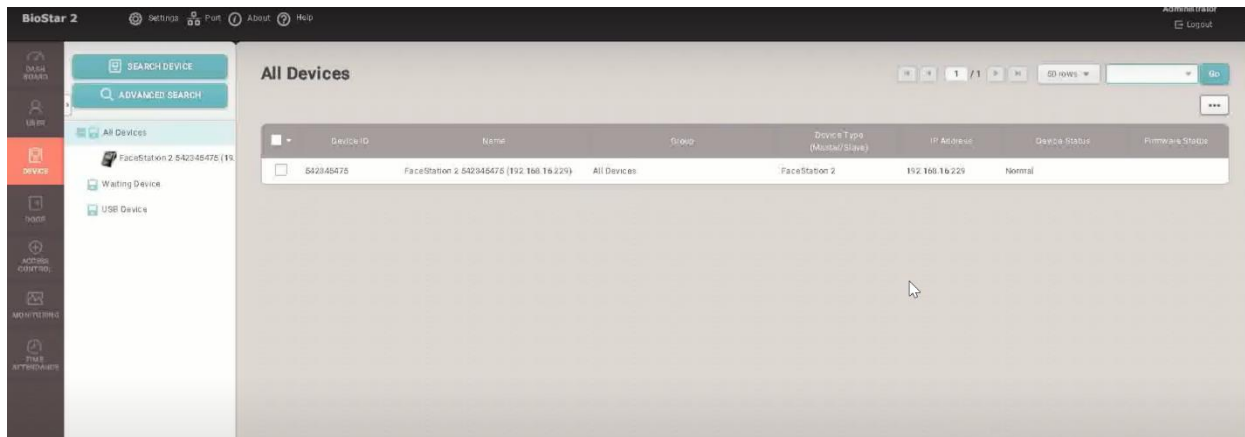 BioStar 2
Settings Port About Help
Administrator
Logout
DASH
BOARD
USER
DEVICE
DOOR
ACCESS
CONTROL
MONITORING
TIME
ATTENDANCE
SEARCH DEVICE
ADVANCED SEARCH
All Devices
FaceStation 2 542346475 (19
Waiting Device
USB Device
All Devices
1 / 1 50 rows Go
Device ID Name Group Device Type IP Address Device Status Firmware Status
(Master/Slave)
542346475 FaceStation 2 542346475 (192.168.16.229) All Devices FaceStation 2 192.168.16.229 Normal